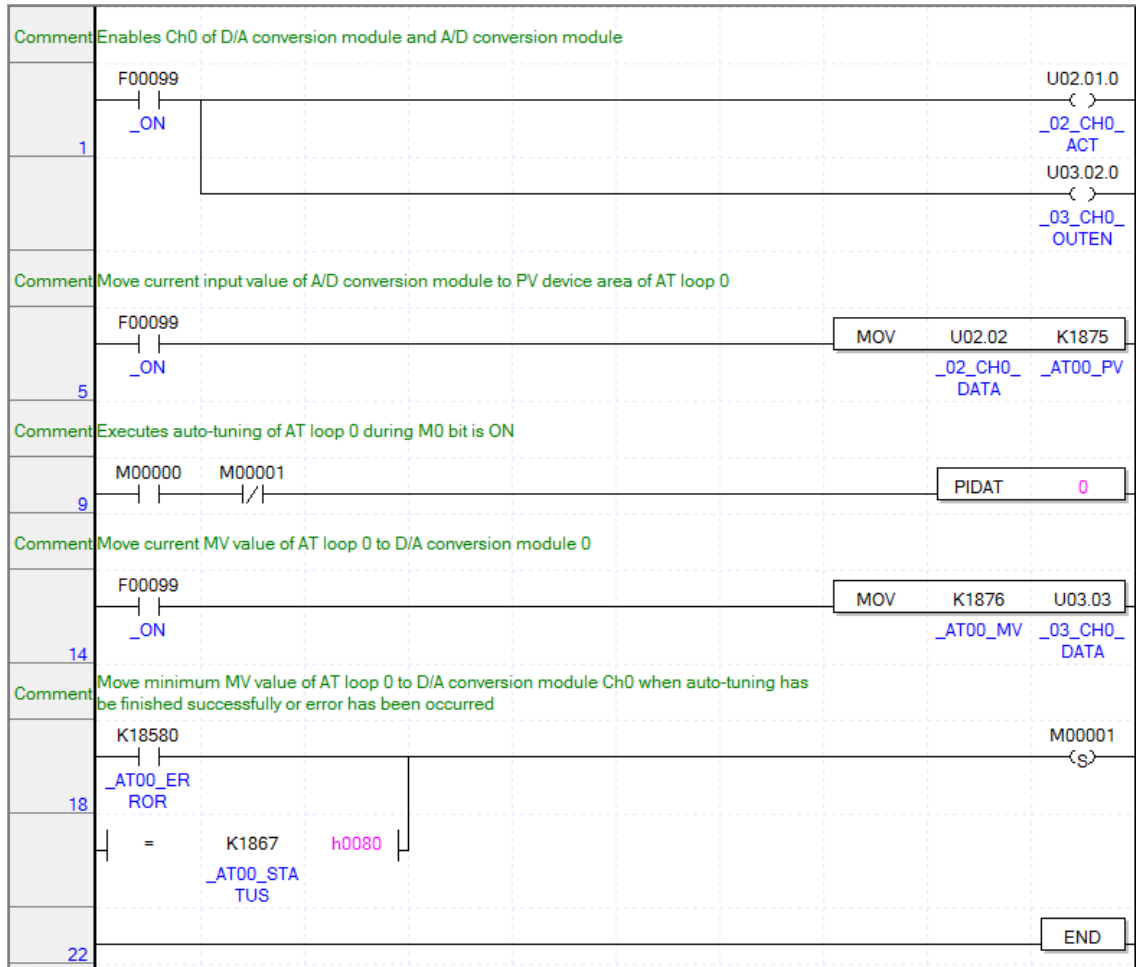 Comment Enables Ch0 of D/A conversion module and A/D conversion module
F00099 U02.01.0
_ON _02_CH0_
ACT
1
U03.02.0
_03_CH0_
OUTEN
Comment Move current input value of A/D conversion module to PV device area of AT loop 0
F00099
MOV U02.02 K1875
_ON _02_CH0_ _AT00_PV
DATA
5
Comment Executes auto-tuning of AT loop 0 during M0 bit is ON
M00000 M00001
PIDAT 0
9
Comment Move current MV value of AT loop 0 to D/A conversion module 0
F00099
MOV K1876 U03.03
_ON _AT00_MV _03_CH0_
DATA
14
Comment Move minimum MV value of AT loop 0 to D/A conversion module Ch0 when auto-tuning has
be finished successfully or error has been occurred
K18580 M00001
S
_AT00_ER
ROR
18
= K1867 h0080
_AT00_STA
TUS
END
22